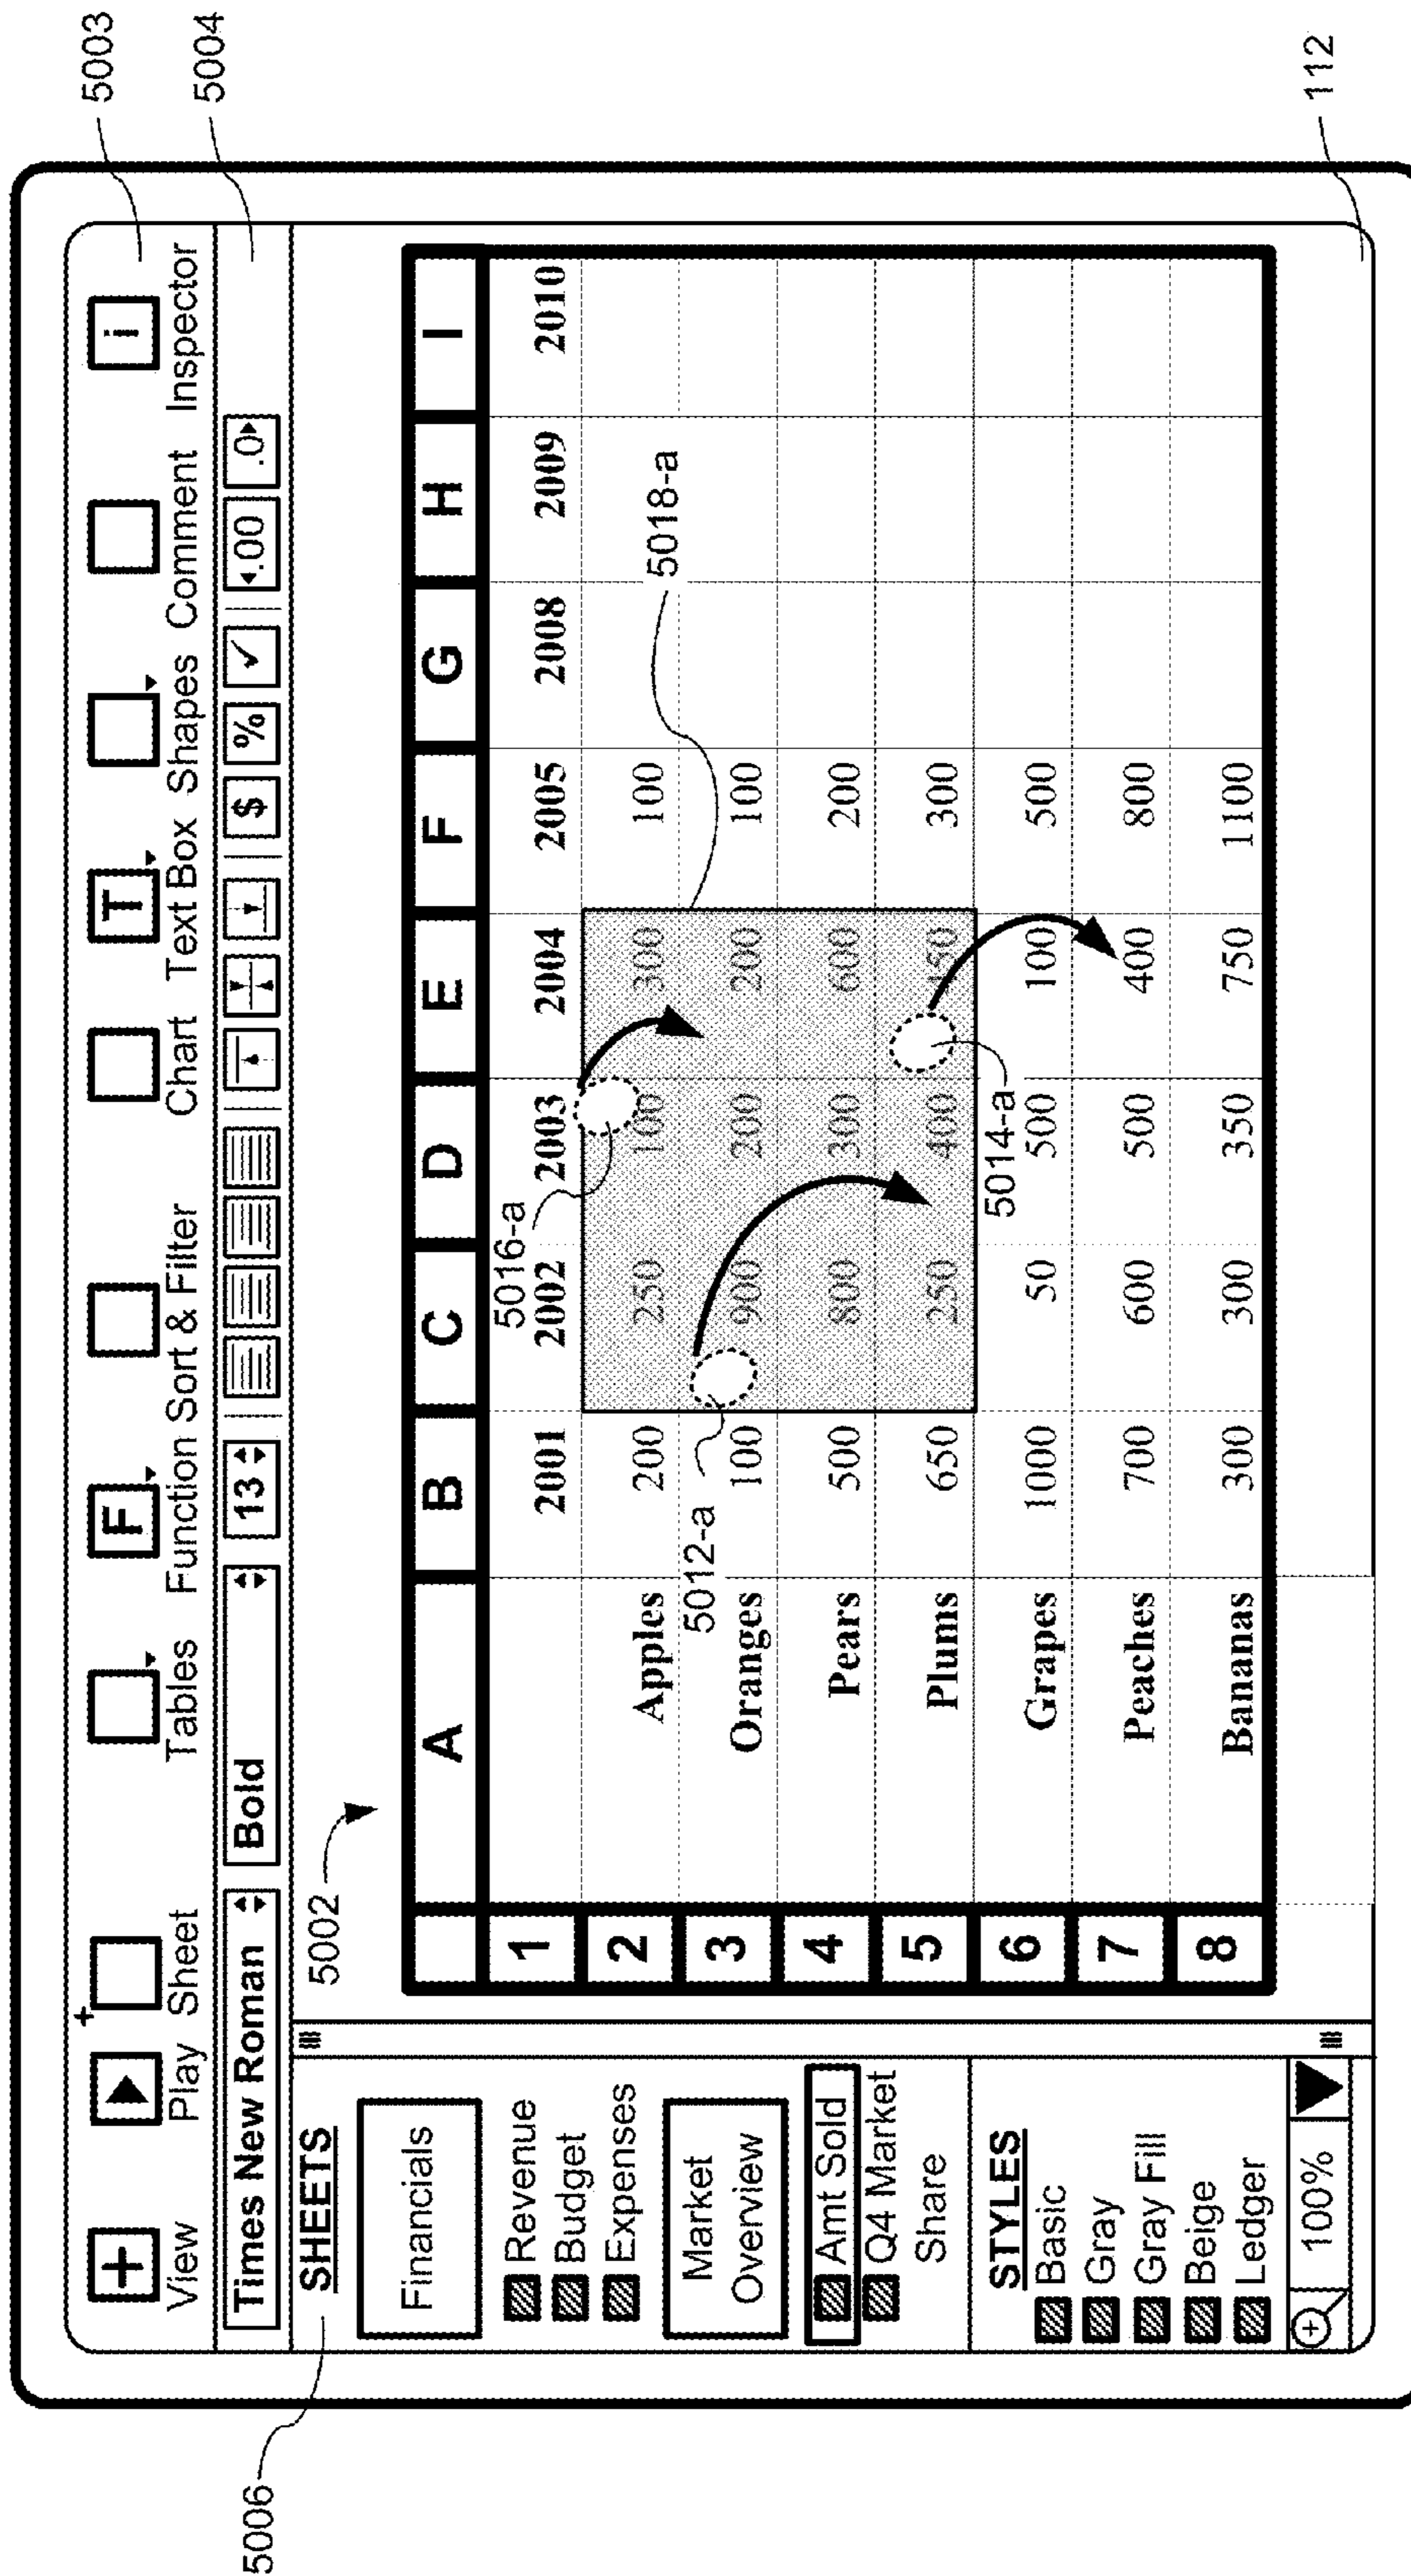 5003
View Play Sheet Tables Function Sort & Filter Chart Text Box Shapes Comment Inspector
+ F T i
5004
Times New Roman Bold 13 $ % ✓ .00 .0
5006
SHEETS
Financials
Revenue
Budget
Expenses
Market
Overview
Amt Sold
Q4 Market
Share
STYLES
Basic
Gray
Gray Fill
Beige
Ledger
100%
5002
A B C D E F G H I
1 2001 2002 2003 2004 2005 2008 2009 2010
2 Apples 200 250 100 300 100
3 Oranges 100 900 200 200 100
4 Pears 500 800 300 600 200
5 Plums 650 250 400 450 300
6 Grapes 1000 50 500 100 500
7 Peaches 700 600 500 400 800
8 Bananas 300 300 350 750 1100
5016-a
5018-a
5012-a
5014-a
112